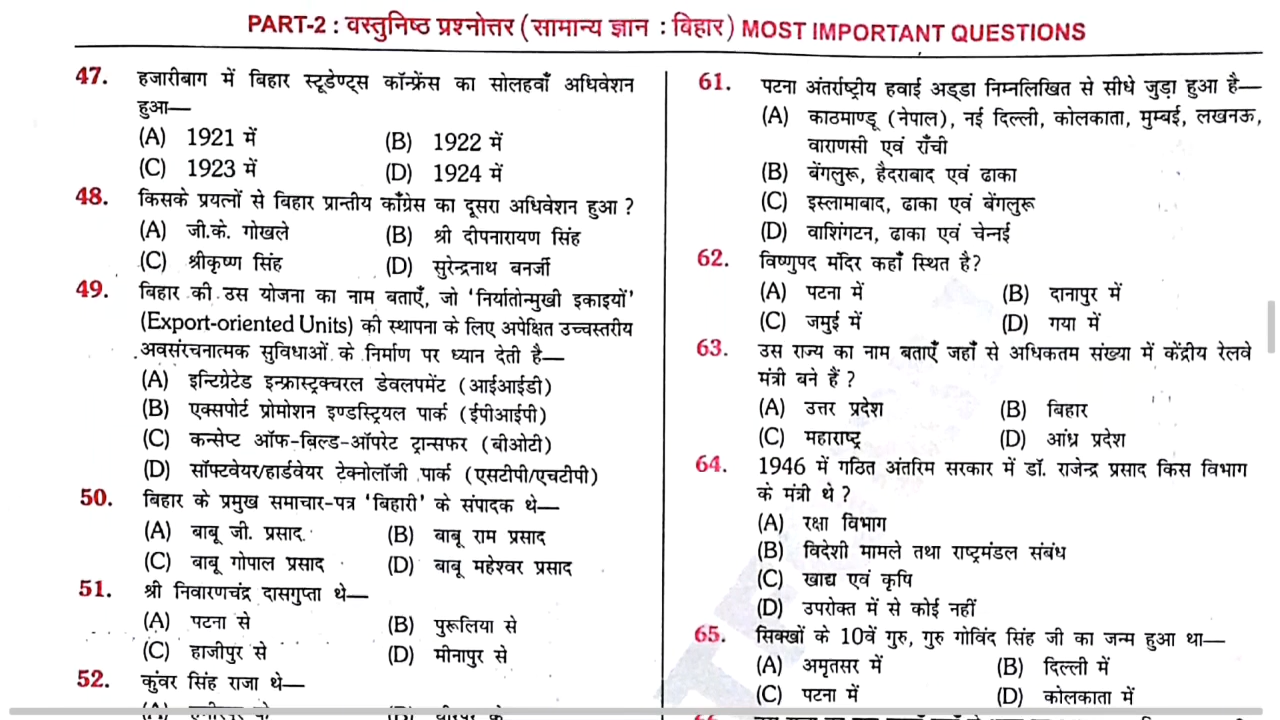 PART-2 : वस्तुनिष्ठ प्रश्नोत्तर ( सामान्य ज्ञान : बिहार ) MOST IMPORTANT QUESTIONS
47. हजारीबाग में बिहार स्टूडेण्ट्स कॉन्फ्रेंस का सोलहवाँ अधिवेशन
हुआ—
(A) 1921 में (B) 1922 में
(C) 1923 में (D) 1924 में
48. किसके प्रयत्नों से बिहार प्रान्तीय काँग्रेस का दूसरा अधिवेशन हुआ ?
(A) जी.के. गोखले (B) श्री दीपनारायण सिंह
(C) श्रीकृष्ण सिंह (D) सुरेन्द्रनाथ बनर्जी
49. बिहार की उस योजना का नाम बताएँ, जो ‘निर्यातोन्मुखी इकाइयों’
(Export-oriented Units) की स्थापना के लिए अपेक्षित उच्चस्तरीय
अवसंरचनात्मक सुविधाओं के निर्माण पर ध्यान देती है—
(A) इन्टिग्रेटेड इन्फ्रास्ट्रक्चरल डेवलपमेंट (आईआईडी)
(B) एक्सपोर्ट प्रोमोशन इण्डस्ट्रियल पार्क (ईपीआईपी)
(C) कन्सेप्ट ऑफ-बिल्ड-ऑपरेट ट्रान्सफर (बीओटी)
(D) सॉफ्टवेयर/हार्डवेयर टेक्नोलॉजी पार्क (एसटीपी/एचटीपी)
50. बिहार के प्रमुख समाचार-पत्र ‘बिहारी’ के संपादक थे—
(A) बाबू जी. प्रसाद (B) बाबू राम प्रसाद
(C) बाबू गोपाल प्रसाद (D) बाबू महेश्वर प्रसाद
51. श्री निवारणचंद्र दासगुप्ता थे—
(A) पटना से (B) पुरूलिया से
(C) हाजीपुर से (D) मीनापुर से
52. कुंवर सिंह राजा थे—
61. पटना अंतर्राष्ट्रीय हवाई अड्डा निम्नलिखित से सीधे जुड़ा हुआ है—
(A) काठमाण्डू (नेपाल), नई दिल्ली, कोलकाता, मुम्बई, लखनऊ,
वाराणसी एवं राँची
(B) बेंगलुरू, हैदराबाद एवं ढाका
(C) इस्लामाबाद, ढाका एवं बेंगलुरू
(D) वाशिंगटन, ढाका एवं चेन्नई
62. विष्णुपद मंदिर कहाँ स्थित है?
(A) पटना में (B) दानापुर में
(C) जमुई में (D) गया में
63. उस राज्य का नाम बताएँ जहाँ से अधिकतम संख्या में केंद्रीय रेलवे
मंत्री बने हैं ?
(A) उत्तर प्रदेश (B) बिहार
(C) महाराष्ट्र (D) आंध्र प्रदेश
64. 1946 में गठित अंतरिम सरकार में डॉ. राजेन्द्र प्रसाद किस विभाग
के मंत्री थे ?
(A) रक्षा विभाग
(B) विदेशी मामले तथा राष्ट्रमंडल संबंध
(C) खाद्य एवं कृषि
(D) उपरोक्त में से कोई नहीं
65. सिक्खों के 10वें गुरु, गुरु गोविंद सिंह जी का जन्म हुआ था—
(A) अमृतसर में (B) दिल्ली में
(C) पटना में (D) कोलकाता में